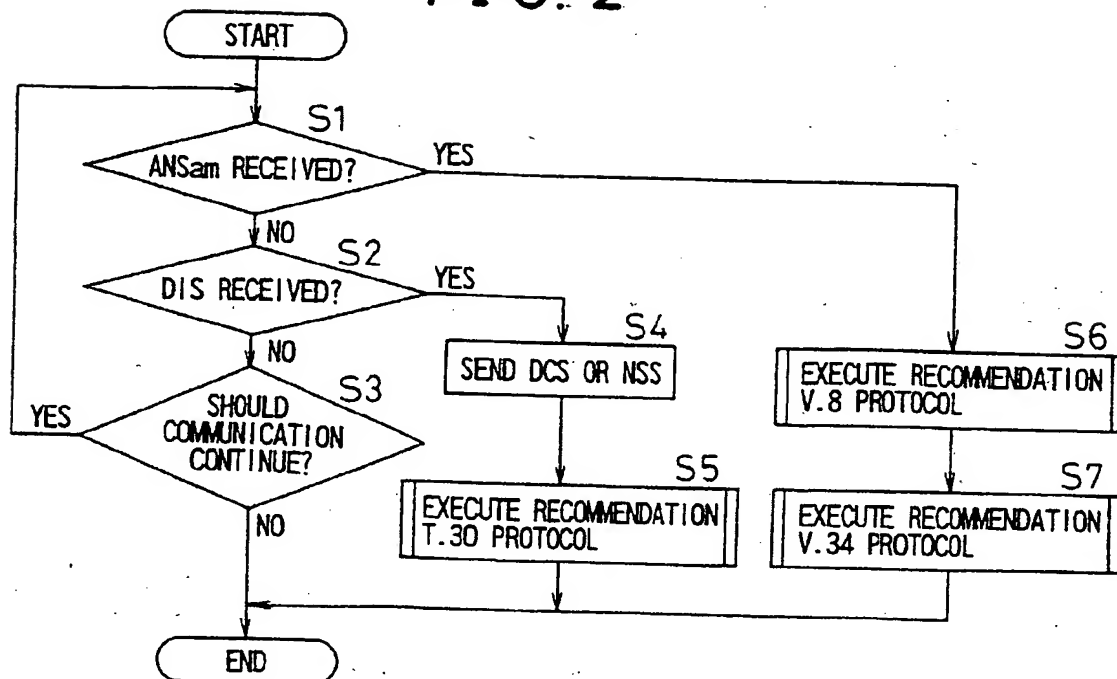 FIG. 2
START
S1
ANSam RECEIVED?
YES
NO
S2
DIS RECEIVED?
YES
NO
S3
SHOULD
COMMUNICATION
CONTINUE?
YES
NO
S4
SEND DCS OR NSS
S5
EXECUTE RECOMMENDATION
T.30 PROTOCOL
S6
EXECUTE RECOMMENDATION
V.8 PROTOCOL
S7
EXECUTE RECOMMENDATION
V.34 PROTOCOL
END